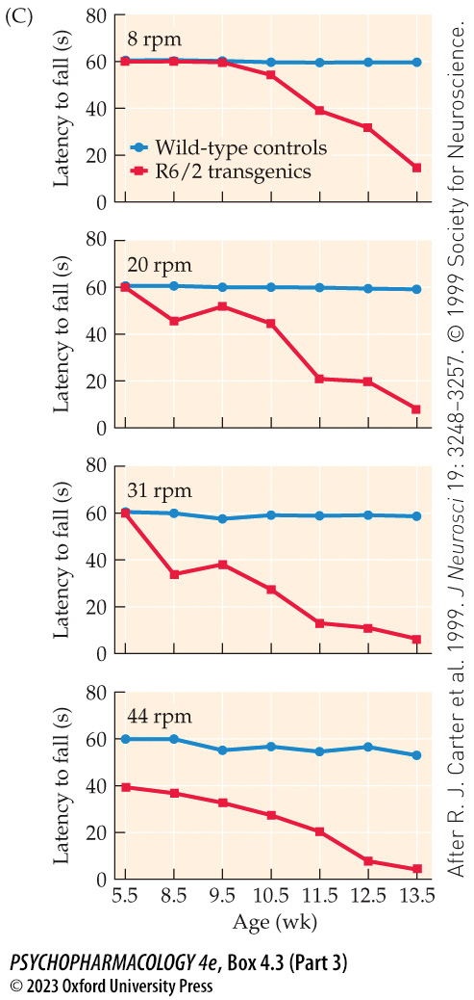 (C)
80
60
40
20
0
Latency to fall (s)
8 rpm
Wild-type controls
R6/2 transgenics
80
60
40
20
0
Latency to fall (s)
20 rpm
80
60
40
20
0
Latency to fall (s)
31 rpm
80
60
40
20
0
Latency to fall (s)
44 rpm
5.5 8.5 9.5 10.5 11.5 12.5 13.5
Age (wk)
After R. J. Carter et al. 1999. J Neurosci 19: 3248–3257. © 1999 Society for Neuroscience.
PSYCHOPHARMACOLOGY 4e, Box 4.3 (Part 3)
© 2023 Oxford University Press